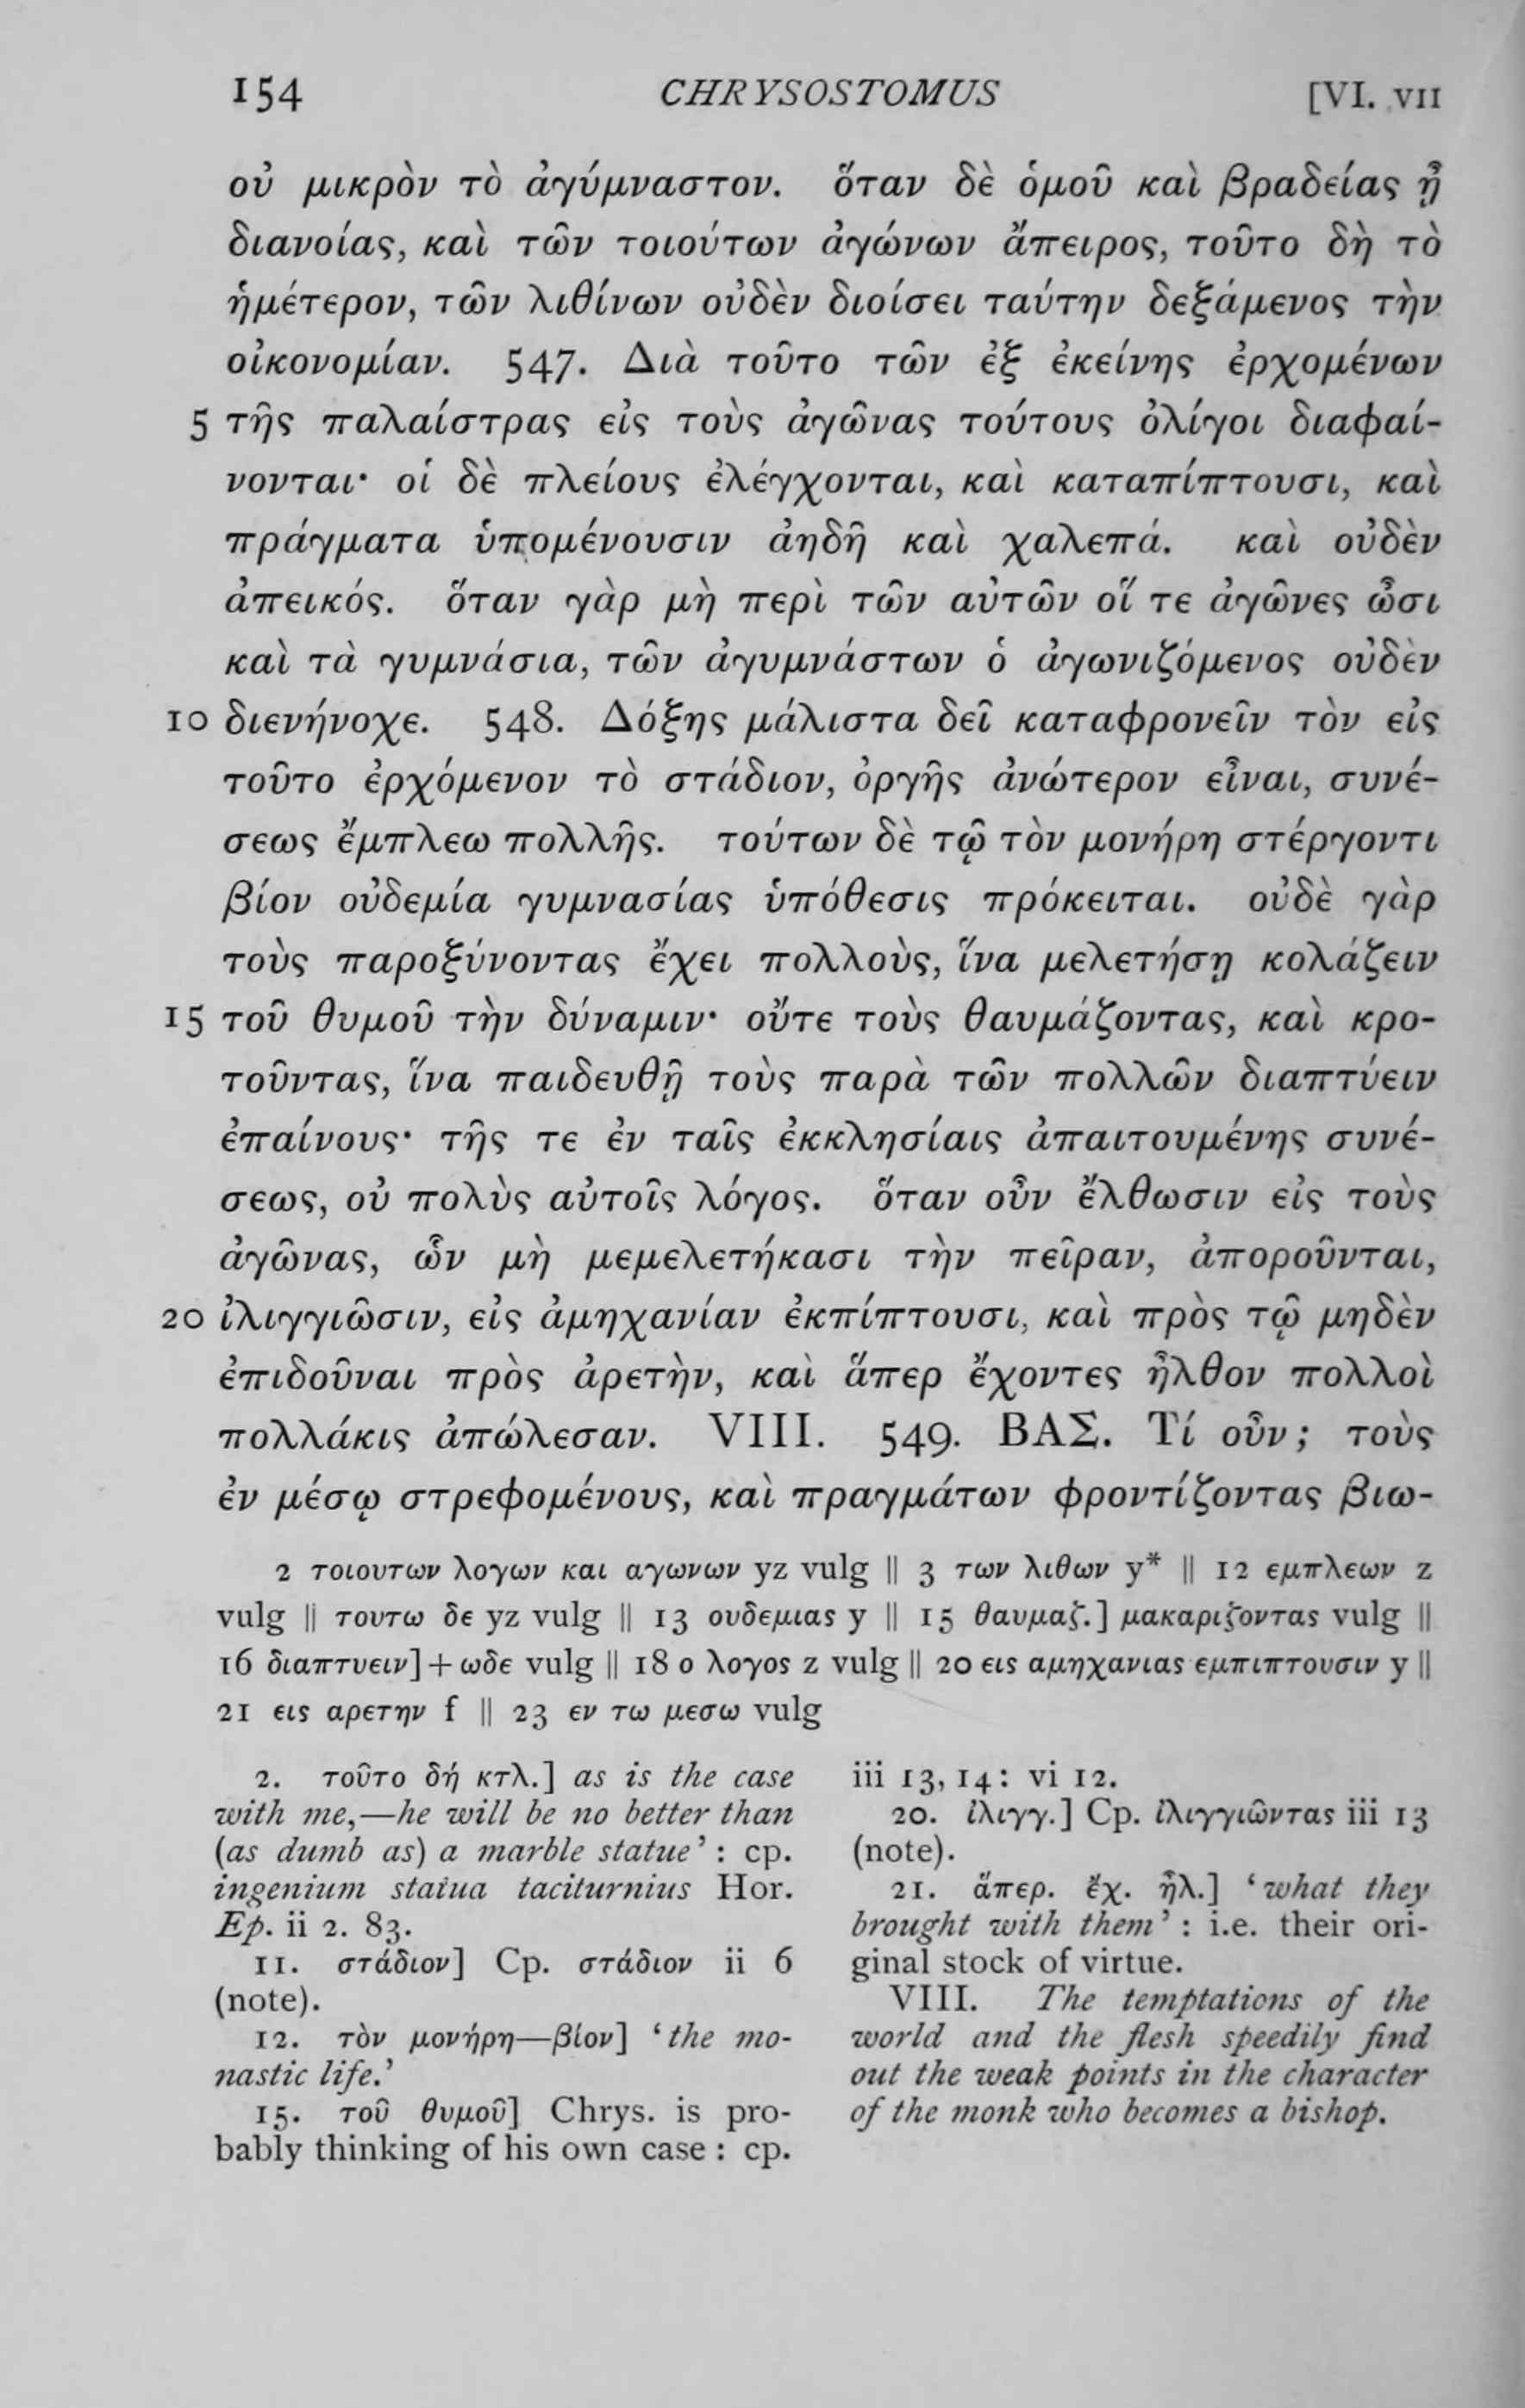 154 CHRYSOSTOMUS [VI. VII
οὐ μικρὸν τὸ ἀγύμναστον. ὅταν δὲ ὁμοῦ καὶ βραδείας ᾖ
διανοίας, καὶ τῶν τοιούτων ἀγώνων ἄπειρος, τοῦτο δὴ τὸ
ἡμέτερον, τῶν λιθίνων οὐδὲν διοίσει ταύτην δεξάμενος τὴν
οἰκονομίαν. 547. Διὰ τοῦτο τῶν ἐξ ἐκείνης ἐρχομένων
5 τῆς παλαίστρας εἰς τοὺς ἀγῶνας τούτους ὀλίγοι διαφαί-
νονται· οἱ δὲ πλείους ἐλέγχονται, καὶ καταπίπτουσι, καὶ
πράγματα ὑπομένουσιν ἀηδῆ καὶ χαλεπά. καὶ οὐδὲν
ἀπεικός. ὅταν γὰρ μὴ περὶ τῶν αὐτῶν οἵ τε ἀγῶνες ὦσι
καὶ τὰ γυμνάσια, τῶν ἀγυμνάστων ὁ ἀγωνιζόμενος οὐδὲν
10 διενήνοχε. 548. Δόξης μάλιστα δεῖ καταφρονεῖν τὸν εἰς
τοῦτο ἐρχόμενον τὸ στάδιον, ὀργῆς ἀνώτερον εἶναι, συνέ-
σεως ἔμπλεω πολλῆς. τούτων δὲ τῷ τὸν μονήρη στέργοντι
βίον οὐδεμία γυμνασίας ὑπόθεσις πρόκειται. οὐδὲ γὰρ
τοὺς παροξύνοντας ἔχει πολλοὺς, ἵνα μελετήσῃ κολάζειν
15 τοῦ θυμοῦ τὴν δύναμιν· οὔτε τοὺς θαυμάζοντας, καὶ κρο-
τοῦντας, ἵνα παιδευθῇ τοὺς παρὰ τῶν πολλῶν διαπτύειν
ἐπαίνους· τῆς τε ἐν ταῖς ἐκκλησίαις ἀπαιτουμένης συνέ-
σεως, οὐ πολὺς αὐτοῖς λόγος. ὅταν οὖν ἔλθωσιν εἰς τοὺς
ἀγῶνας, ὧν μὴ μεμελετήκασι τὴν πεῖραν, ἀποροῦνται,
20 ἰλιγγιῶσιν, εἰς ἀμηχανίαν ἐκπίπτουσι, καὶ πρὸς τῷ μηδὲν
ἐπιδοῦναι πρὸς ἀρετὴν, καὶ ἅπερ ἔχοντες ἦλθον πολλοὶ
πολλάκις ἀπώλεσαν. VIII. 549. ΒΑΣ. Τί οὖν; τοὺς
ἐν μέσῳ στρεφομένους, καὶ πραγμάτων φροντίζοντας βιω-
2 τοιουτων λογων και αγωνων yz vulg || 3 των λιθων y* || 12 εμπλεων z
vulg || τουτω δε yz vulg || 13 ουδεμιας y || 15 θαυμαζ.] μακαριζοντας vulg ||
16 διαπτυειν]+ωδε vulg || 18 ο λογος z vulg || 20 εις αμηχανιας εμπιπτουσιν y ||
21 εις αρετην f || 23 εν τω μεσω vulg
2. τοῦτο δή κτλ.] as is the case
with me,—he will be no better than
(as dumb as) a marble statue’: cp.
ingenium statua taciturnius Hor.
Ep. ii 2. 83.
11. στάδιον] Cp. στάδιον ii 6
(note).
12. τὸν μονήρη—βίον] ‘the mo-
nastic life.’
15. τοῦ θυμοῦ] Chrys. is pro-
bably thinking of his own case: cp.
iii 13, 14: vi 12.
20. ἰλιγγ.] Cp. ἰλιγγιῶντας iii 13
(note).
21. ἅπερ. ἔχ. ἦλ.] ‘what they
brought with them’: i.e. their ori-
ginal stock of virtue.
VIII. The temptations of the
world and the flesh speedily find
out the weak points in the character
of the monk who becomes a bishop.